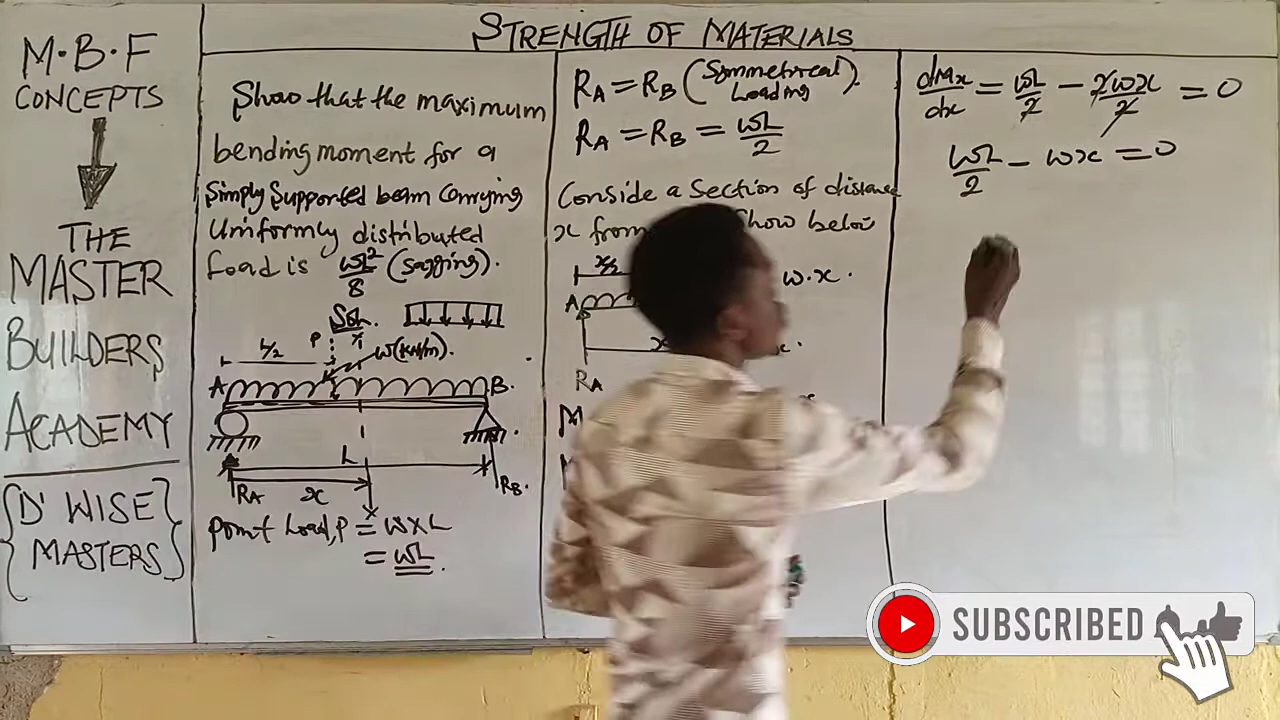 STRENGTH OF MATERIALS
M.B.F
CONCEPTS
THE
MASTER
BUILDERS
ACADEMY
D' WISE
MASTERS
Show that the maximum
bending moment for a
Simply Supported beam Carrying
Uniformly distributed
load is wL²/8 (Sagging).
Soln.
P
L/2
w(kN/m).
A B.
L
RA x RB.
Point Load, P = w x L
= wL.
RA = RB (Symmetrical
Loading).
RA = RB = wL/2
Conside a Section of distance
x from Show below
x/2 w.x.
A
x
RA
M
M
dMx/dx = wL/2 - 2wx/2 = 0
wL/2 - wx = 0
SUBSCRIBED